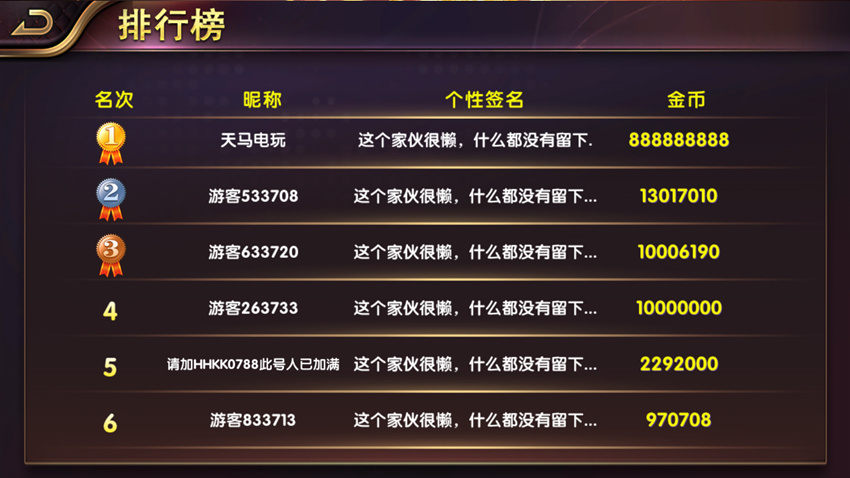 排行榜
名次 昵称 个性签名 金币
1 天马电玩 这个家伙很懒，什么都没有留下. 888888888
2 游客533708 这个家伙很懒，什么都没有留下... 13017010
3 游客633720 这个家伙很懒，什么都没有留下... 10006190
4 游客263733 这个家伙很懒，什么都没有留下... 10000000
5 请加HHKK0788此号人已加满 这个家伙很懒，什么都没有留下... 2292000
6 游客833713 这个家伙很懒，什么都没有留下... 970708